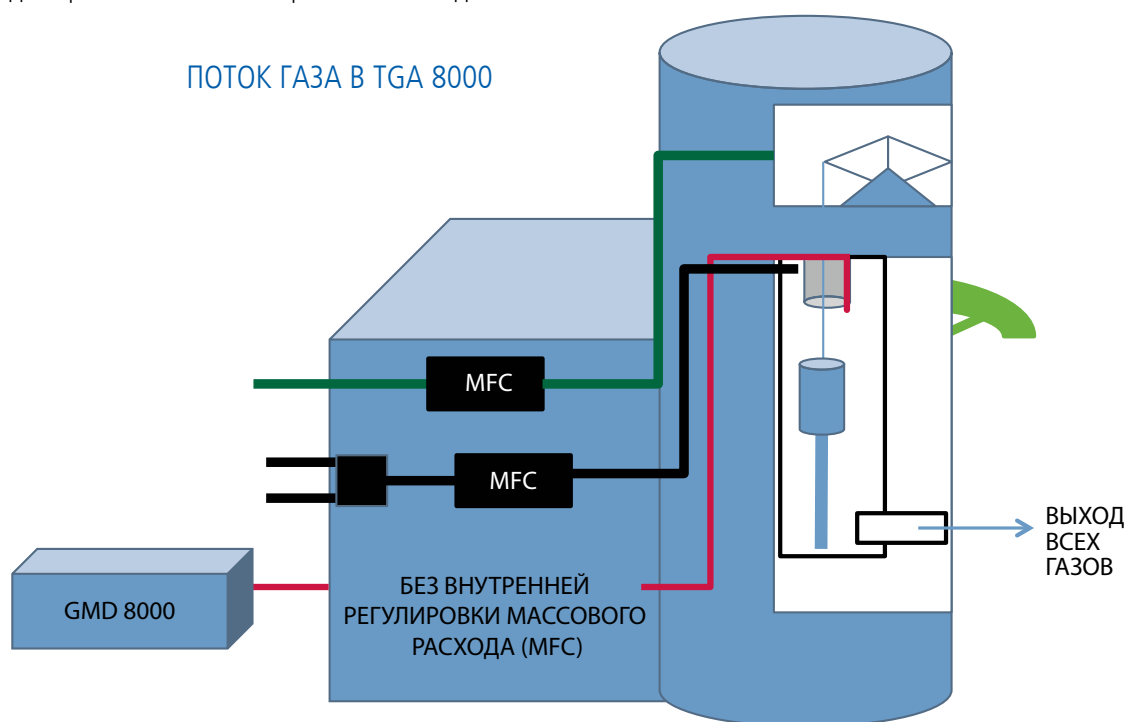 ПОТОК ГАЗА В TGA 8000
MFC
MFC
GMD 8000
БЕЗ ВНУТРЕННЕЙ
РЕГУЛИРОВКИ МАССОВОГО
РАСХОДА (MFC)
ВЫХОД
ВСЕХ
ГАЗОВ